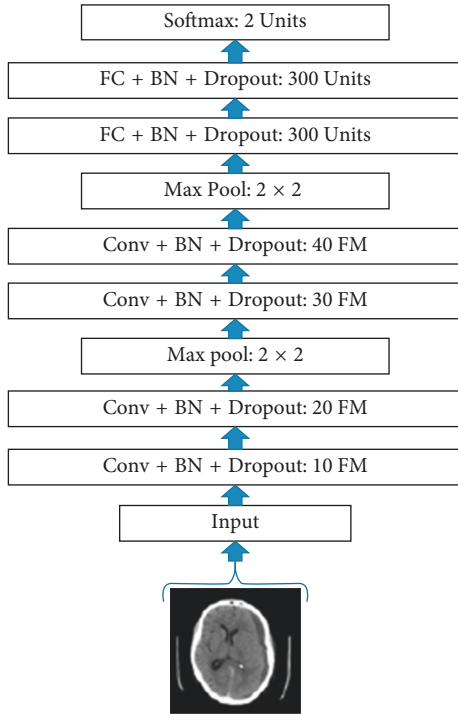 Softmax: 2 Units
FC + BN + Dropout: 300 Units
FC + BN + Dropout: 300 Units
Max Pool: 2 × 2
Conv + BN + Dropout: 40 FM
Conv + BN + Dropout: 30 FM
Max pool: 2 × 2
Conv + BN + Dropout: 20 FM
Conv + BN + Dropout: 10 FM
Input